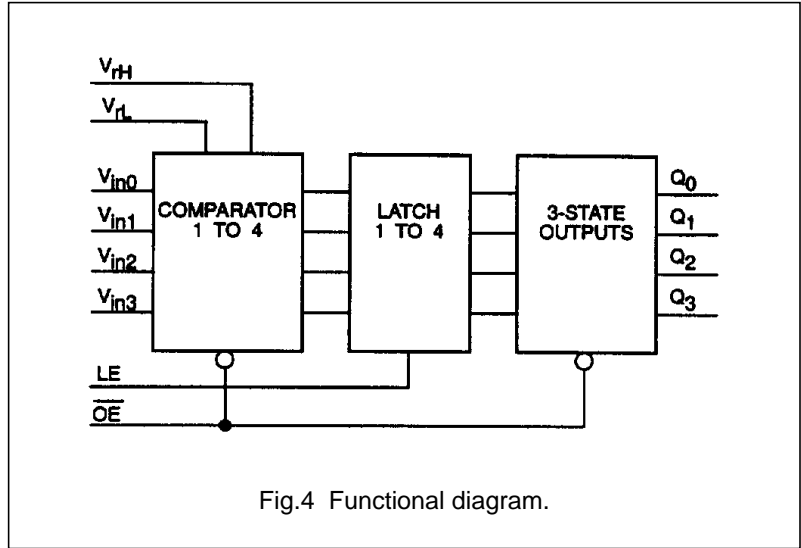 VrH
VrL
Vin0
Vin1
Vin2
Vin3
COMPARATOR
1 TO 4
LATCH
1 TO 4
3-STATE
OUTPUTS
Q0
Q1
Q2
Q3
LE
OE
Fig.4 Functional diagram.